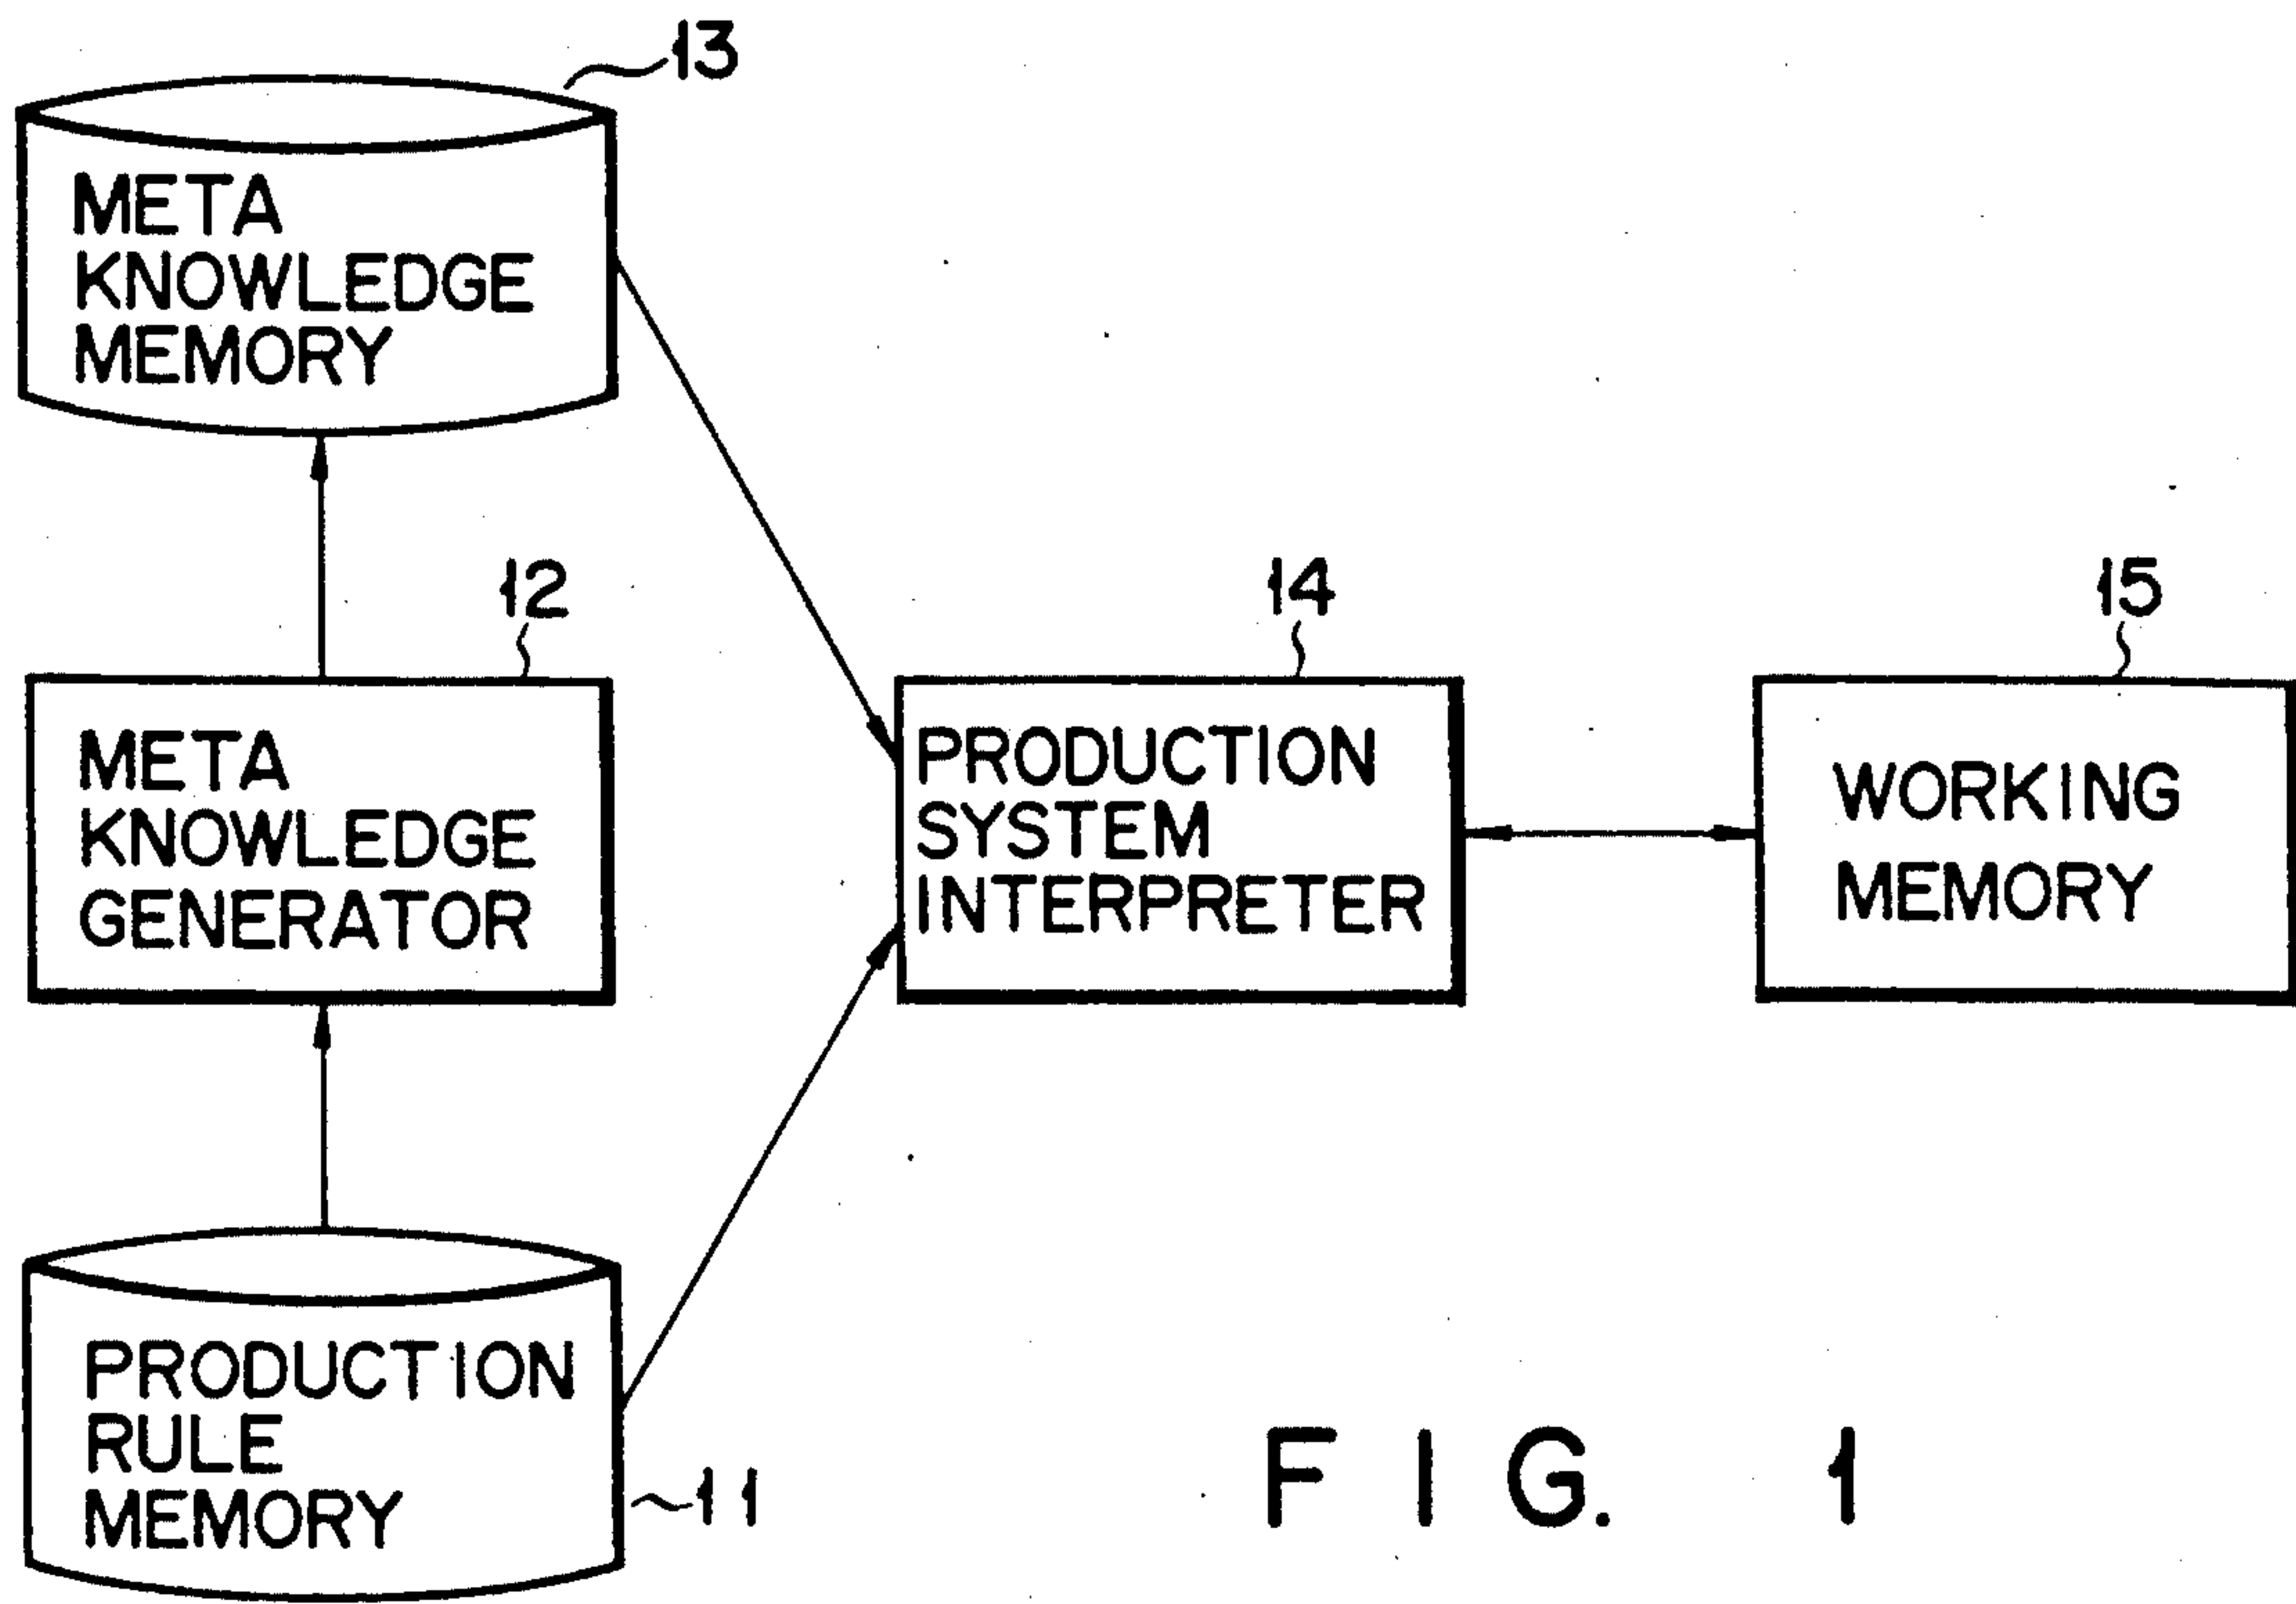 13
META
KNOWLEDGE
MEMORY
12
META
KNOWLEDGE
GENERATOR
14
PRODUCTION
SYSTEM
INTERPRETER
15
WORKING
MEMORY
PRODUCTION
RULE
MEMORY
11
FIG. 1